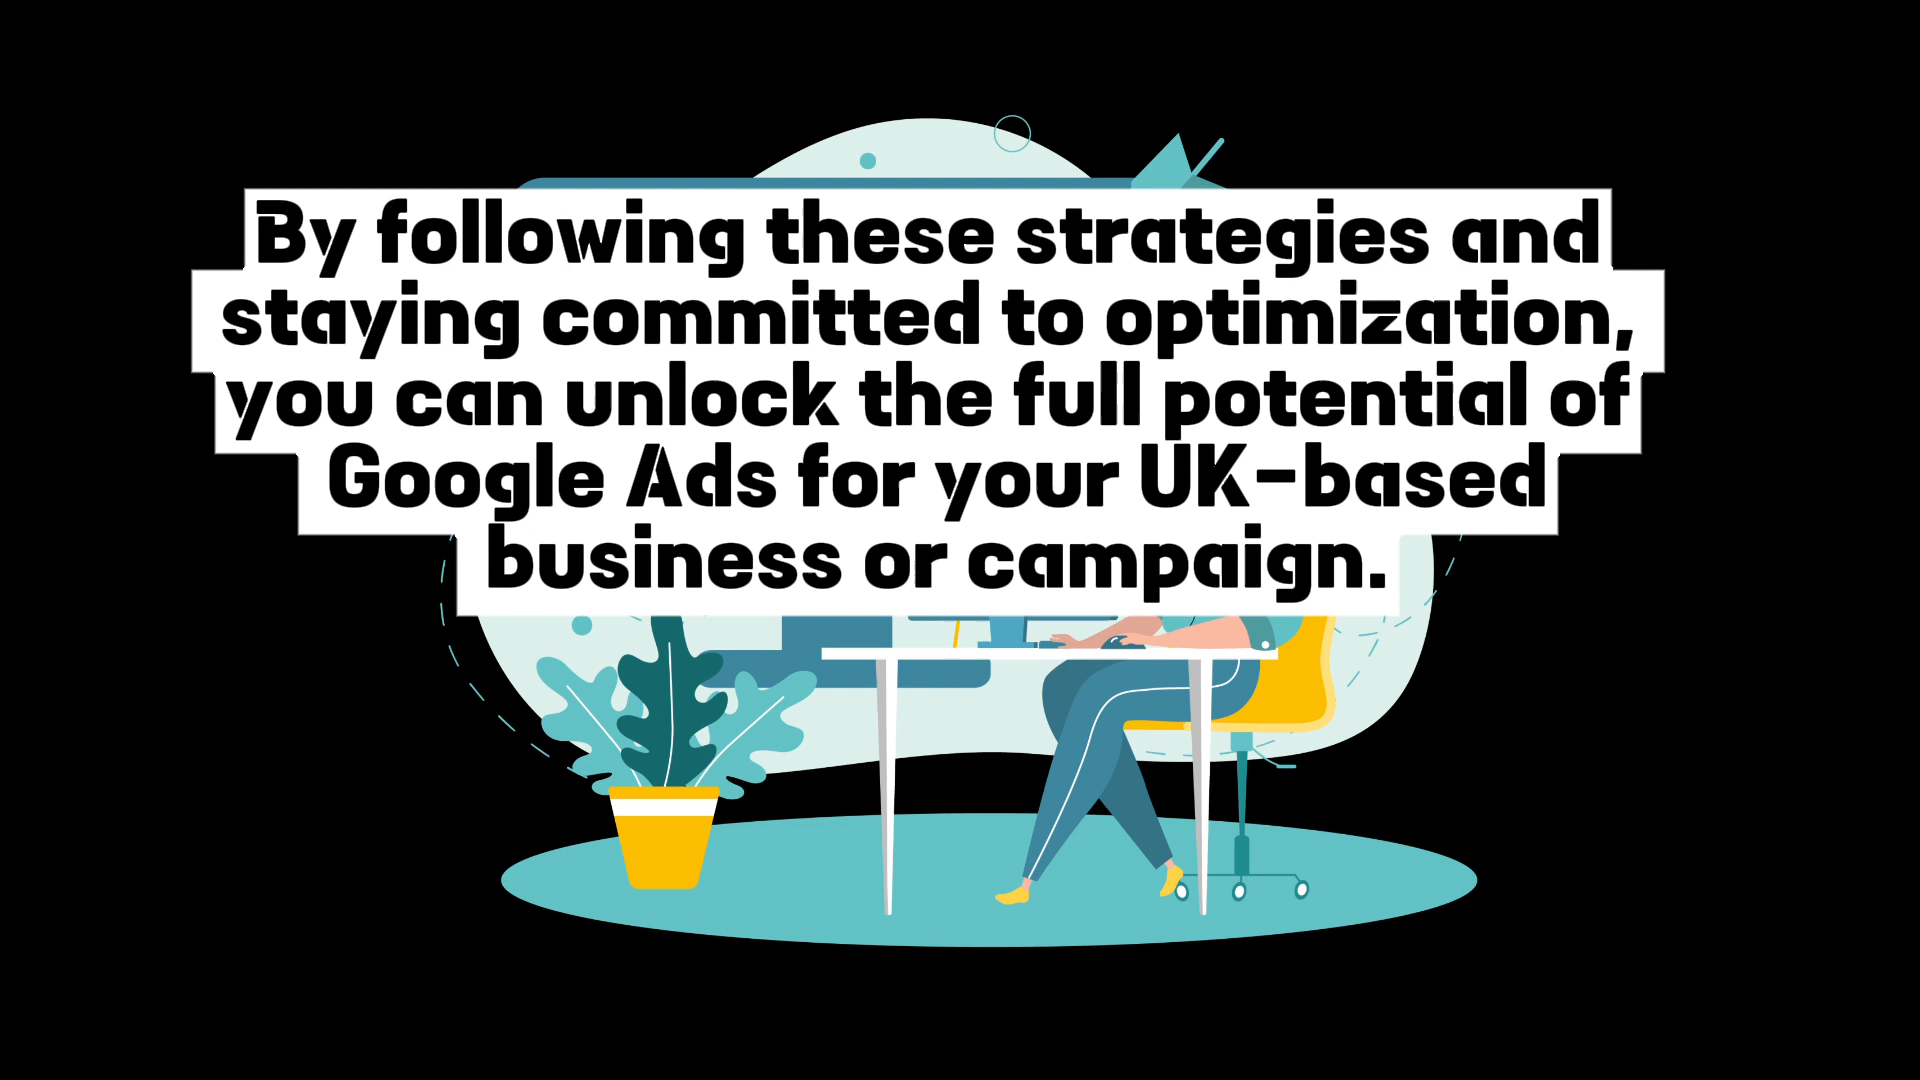 By following these strategies and
staying committed to optimization,
you can unlock the full potential of
Google Ads for your UK-based
business or campaign.